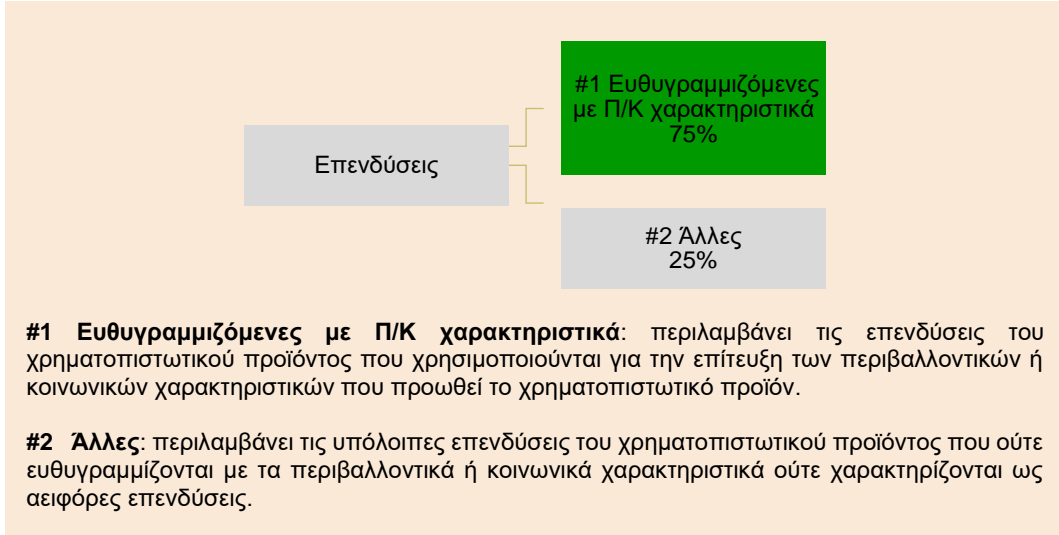 #1 Ευθυγραμμιζόμενες
με Π/Κ χαρακτηριστικά
75%
Επενδύσεις
#2 Άλλες
25%
#1 Ευθυγραμμιζόμενες με Π/Κ χαρακτηριστικά: περιλαμβάνει τις επενδύσεις του
χρηματοπιστωτικού προϊόντος που χρησιμοποιούνται για την επίτευξη των περιβαλλοντικών ή
κοινωνικών χαρακτηριστικών που προωθεί το χρηματοπιστωτικό προϊόν.
#2 Άλλες: περιλαμβάνει τις υπόλοιπες επενδύσεις του χρηματοπιστωτικού προϊόντος που ούτε
ευθυγραμμίζονται με τα περιβαλλοντικά ή κοινωνικά χαρακτηριστικά ούτε χαρακτηρίζονται ως
αειφόρες επενδύσεις.